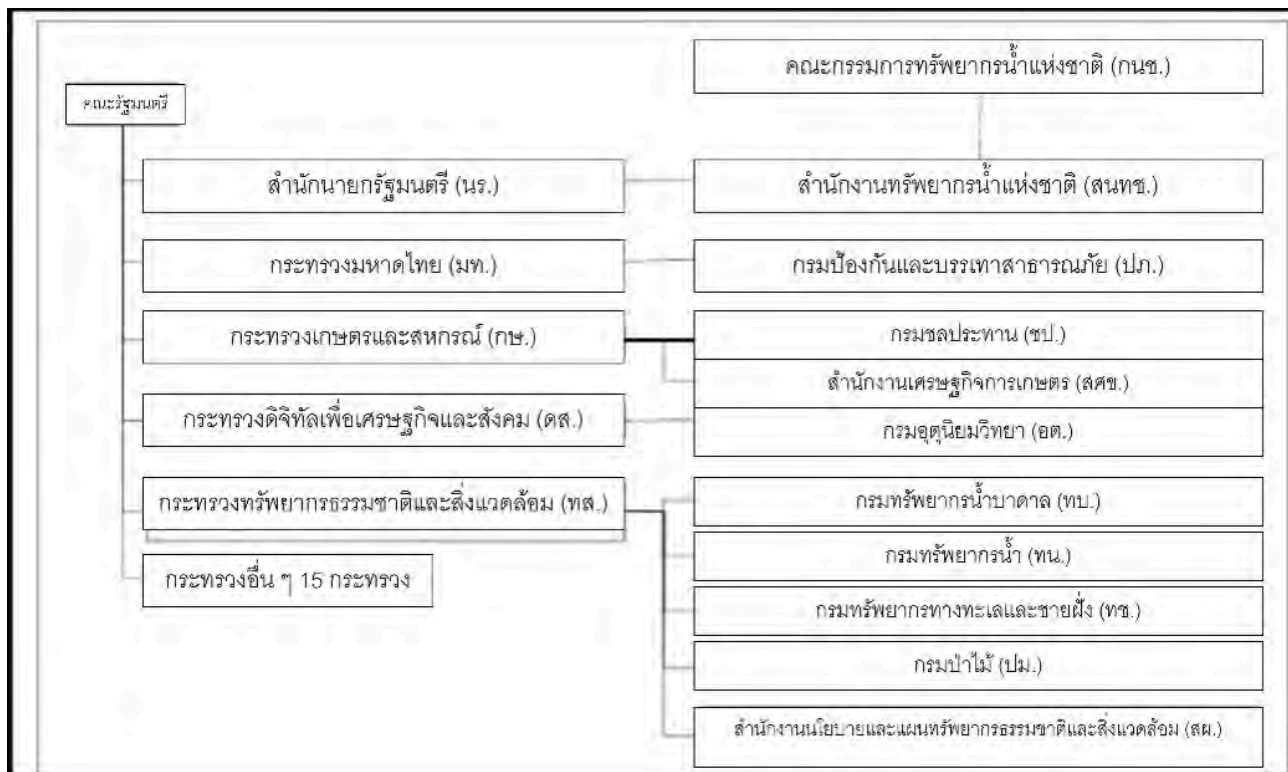 คณะกรรมการทรัพยากรน้ำแห่งชาติ (กนช.)
คณะรัฐมนตรี
สำนักนายกรัฐมนตรี (นร.)
สำนักงานทรัพยากรน้ำแห่งชาติ (สนทช.)
กระทรวงมหาดไทย (มท.)
กรมป้องกันและบรรเทาสาธารณภัย (ปภ.)
กระทรวงเกษตรและสหกรณ์ (กษ.)
กรมชลประทาน (ชป.)
สำนักงานเศรษฐกิจการเกษตร (สศข.)
กระทรวงดิจิทัลเพื่อเศรษฐกิจและสังคม (ดส.)
กรมอุตุนิยมวิทยา (อต.)
กระทรวงทรัพยากรธรรมชาติและสิ่งแวดล้อม (ทส.)
กรมทรัพยากรน้ำบาดาล (ทบ.)
กรมทรัพยากรน้ำ (ทน.)
กระทรวงอื่น ๆ 15 กระทรวง
กรมทรัพยากรทางทะเลและชายฝั่ง (ทช.)
กรมป่าไม้ (ปม.)
สำนักงานนโยบายและแผนทรัพยากรธรรมชาติและสิ่งแวดล้อม (สผ.)